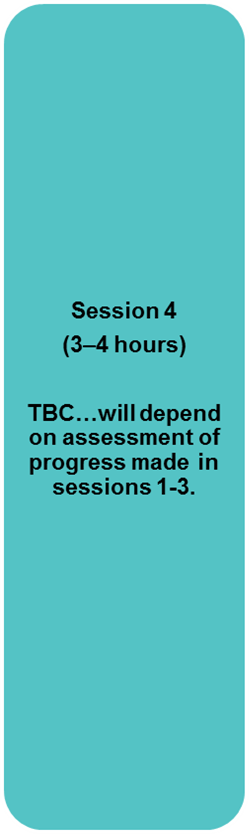 Session 4
(3–4 hours)
TBC…will depend
on assessment of
progress made in
sessions 1-3.